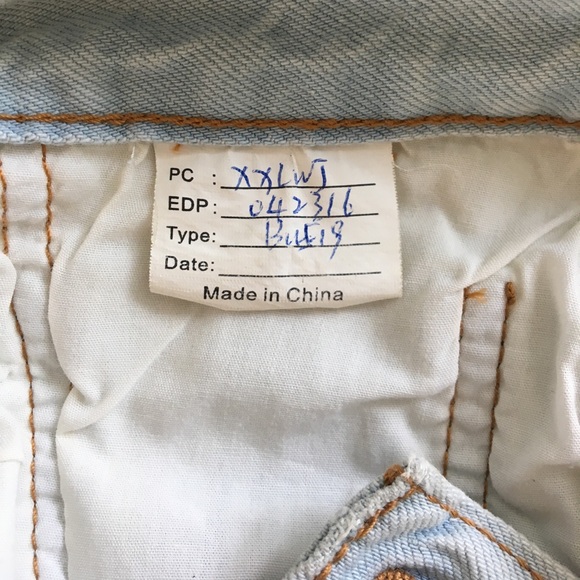 PC : XXLWJ
EDP: 042316
Type:
Date:
Made in China